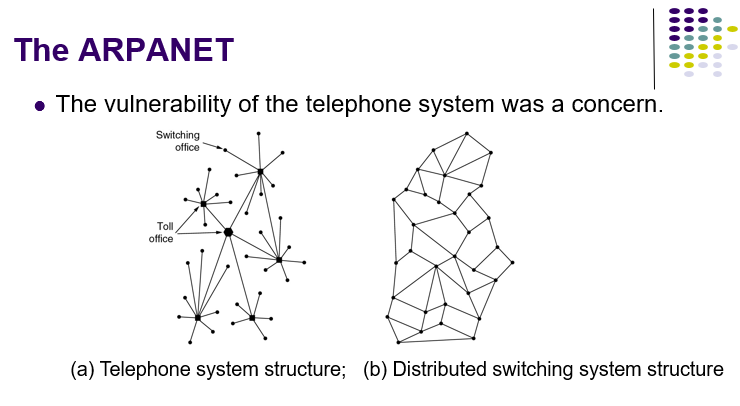 The ARPANET
The vulnerability of the telephone system was a concern.
Switching
office
Toll
office
(a) Telephone system structure; (b) Distributed switching system structure